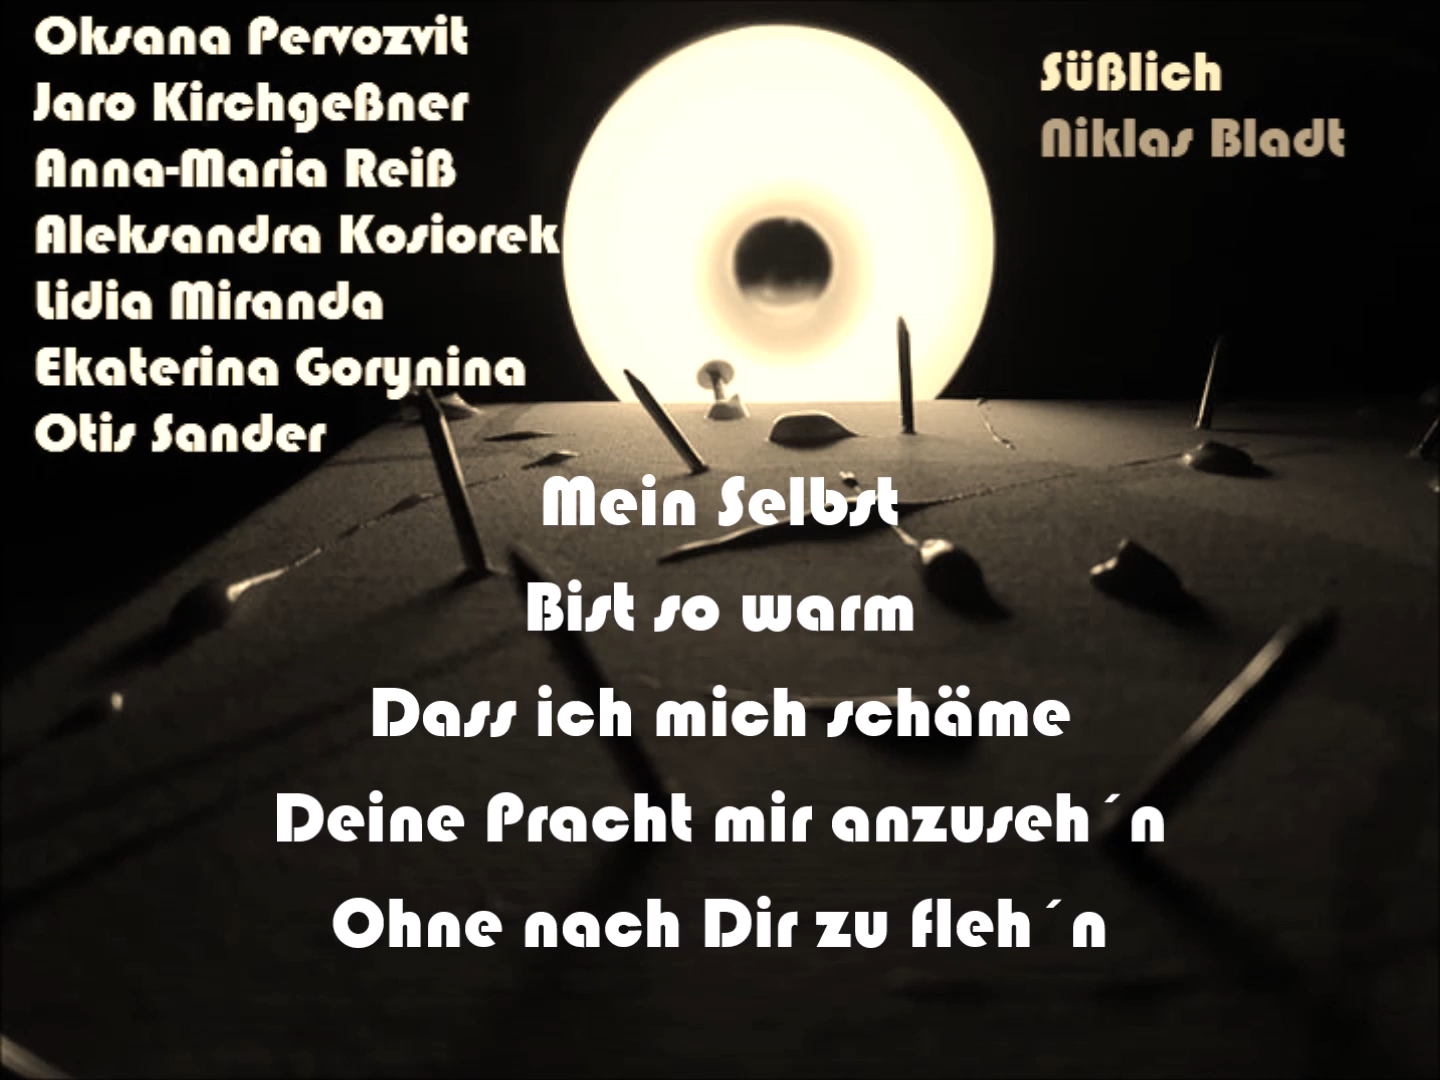 Oksana Pervozvit
Jaro Kirchgeßner
Anna-Maria Reiß
Aleksandra Kosiorek
Lidia Miranda
Ekaterina Gorynina
Otis Sander
Süßlich
Niklas Bladt
Mein Selbst
Bist so warm
Dass ich mich schäme
Deine Pracht mir anzuseh´n
Ohne nach Dir zu fleh´n